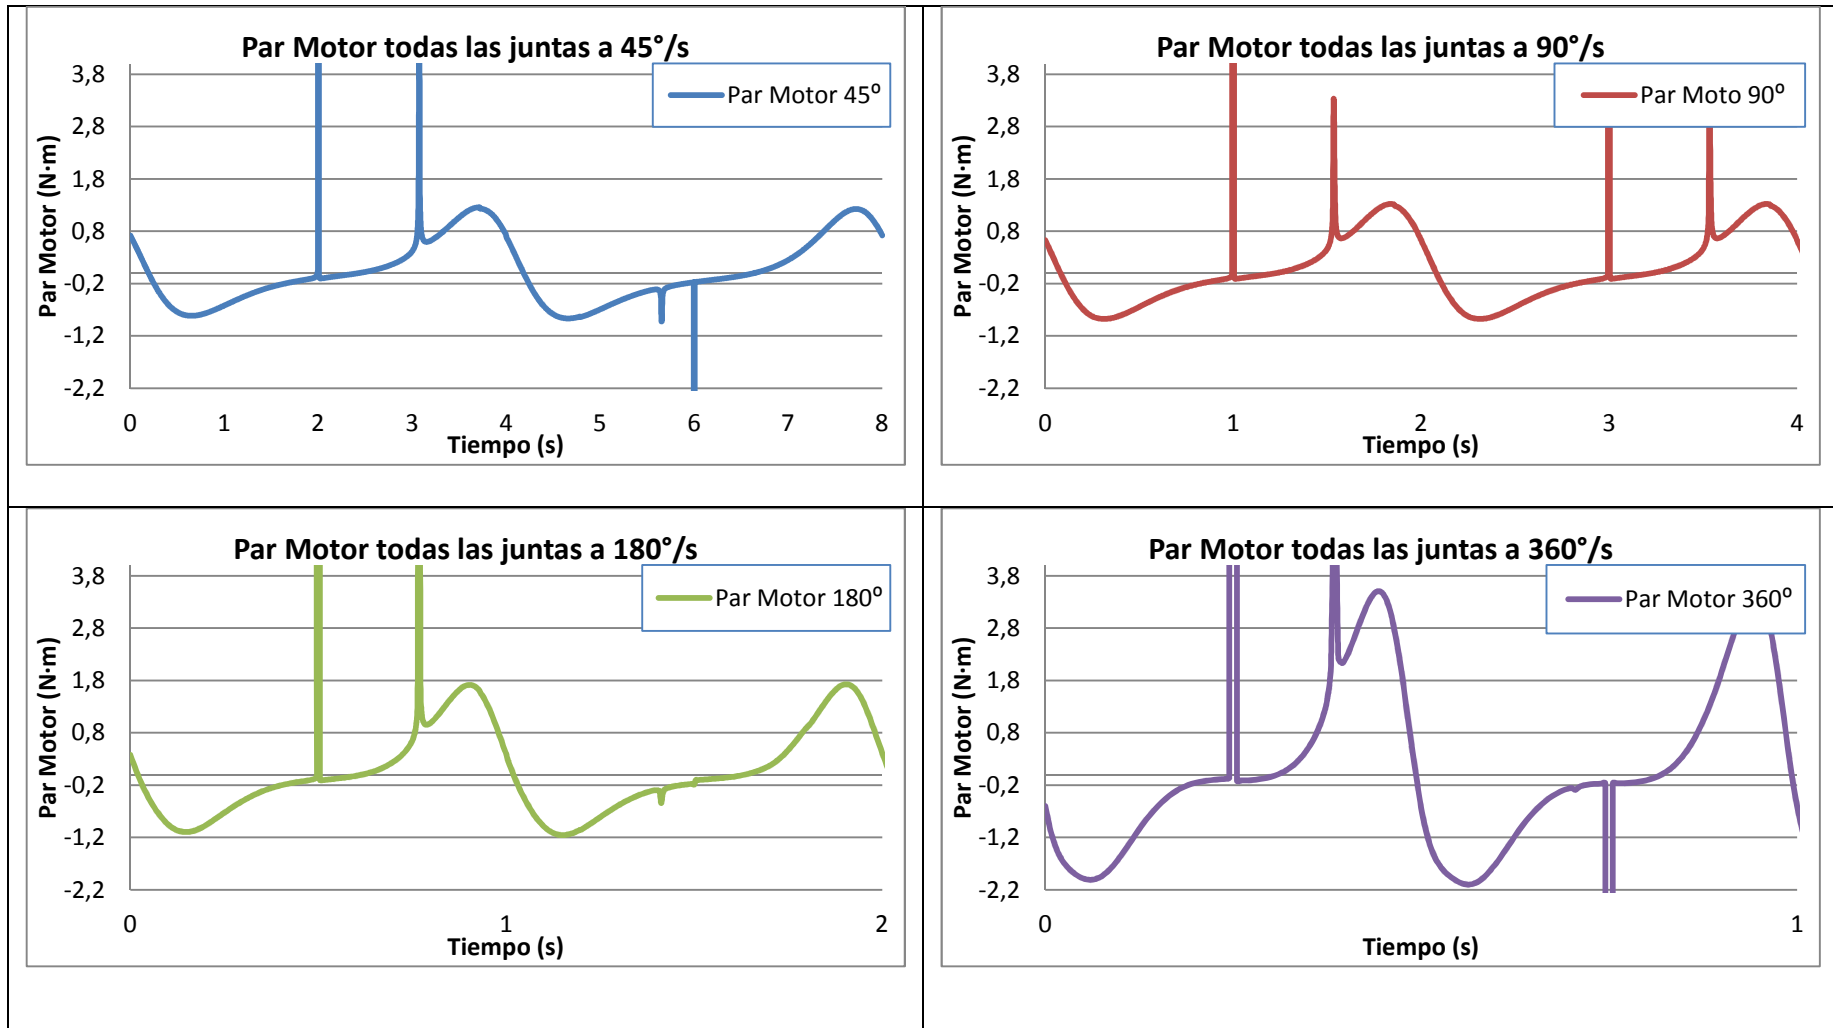 Par Motor todas las juntas a 45°/s
3,8
2,8
1,8
0,8
-0,2
-1,2
-2,2
Par Motor (N·m)
Par Motor 45º
0 1 2 3 4 5 6 7 8
Tiempo (s)
Par Motor todas las juntas a 90°/s
3,8
2,8
1,8
0,8
-0,2
-1,2
-2,2
Par Motor (N·m)
Par Moto 90º
0 1 2 3 4
Tiempo (s)
Par Motor todas las juntas a 180°/s
3,8
2,8
1,8
0,8
-0,2
-1,2
-2,2
Par Motor (N·m)
Par Motor 180º
0 1 2
Tiempo (s)
Par Motor todas las juntas a 360°/s
3,8
2,8
1,8
0,8
-0,2
-1,2
-2,2
Par Motor (N·m)
Par Motor 360º
0 1
Tiempo (s)